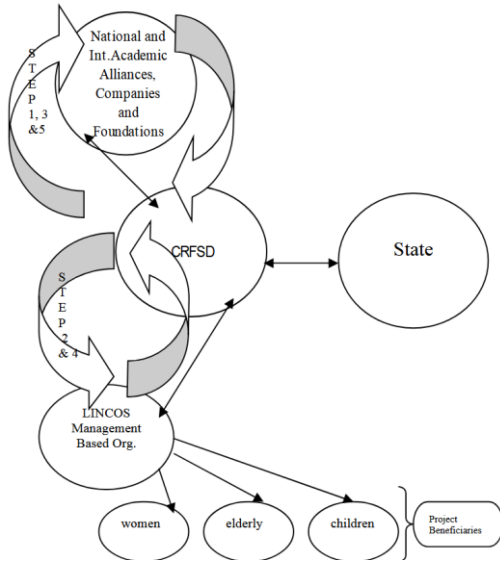 National and
Int.Academic
Alliances,
Companies
and
Foundations
S
T
E
P
1, 3
&5
CRFSD
State
S
T
E
P
2
& 4
LINCOS
Management
Based Org.
women
elderly
children
Project
Beneficiaries